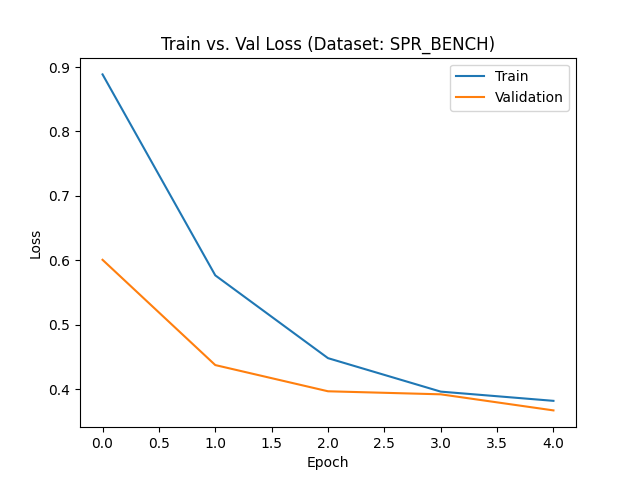 Train vs. Val Loss (Dataset: SPR_BENCH)
Train
Validation
Loss
0.9
0.8
0.7
0.6
0.5
0.4
0.0 0.5 1.0 1.5 2.0 2.5 3.0 3.5 4.0
Epoch